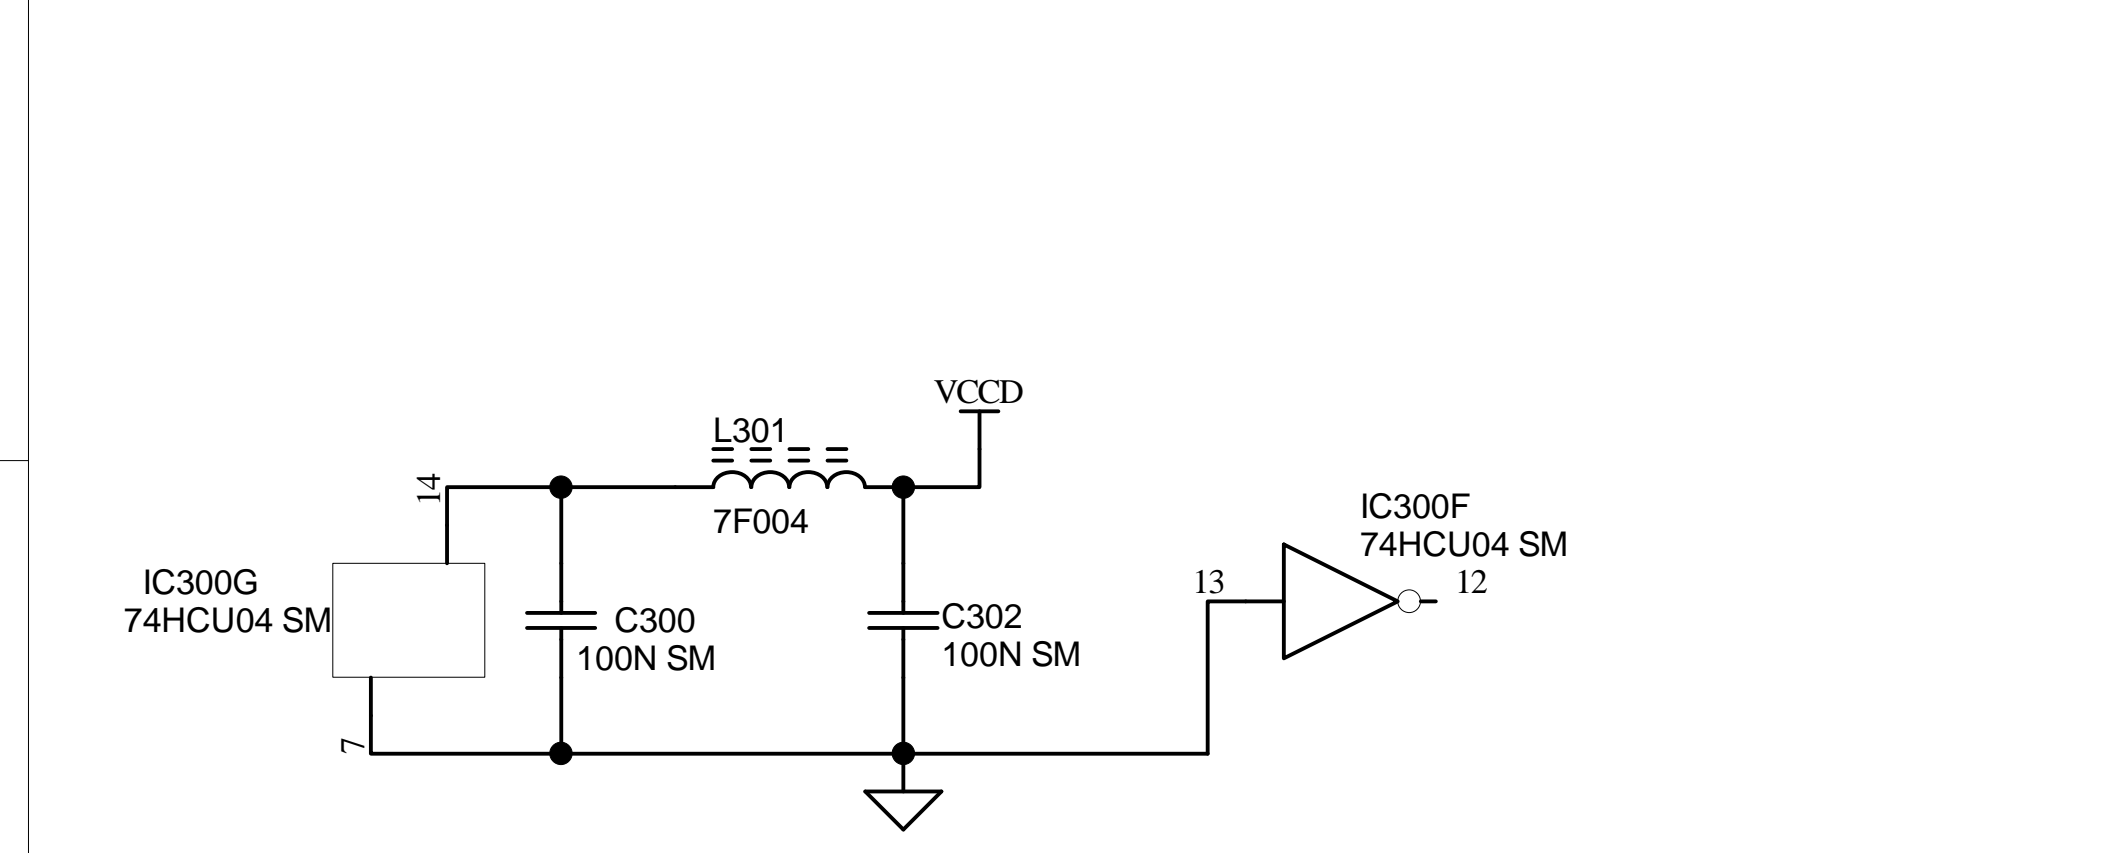 VCCD
L301
14
7F004
IC300F
74HCU04 SM
IC300G
74HCU04 SM
13
12
C300
100N SM
C302
100N SM
7